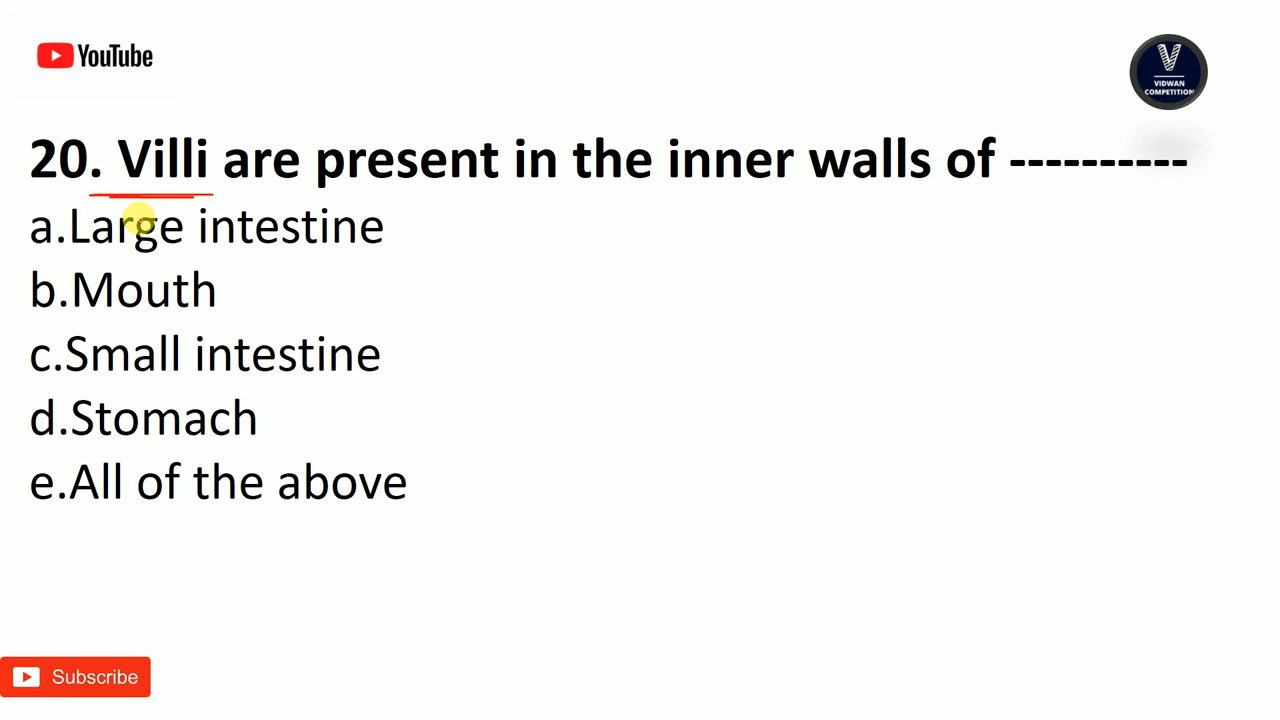 YouTube
VIDWAN
COMPETITION
20. Villi are present in the inner walls of ----------
a.Large intestine
b.Mouth
c.Small intestine
d.Stomach
e.All of the above
Subscribe